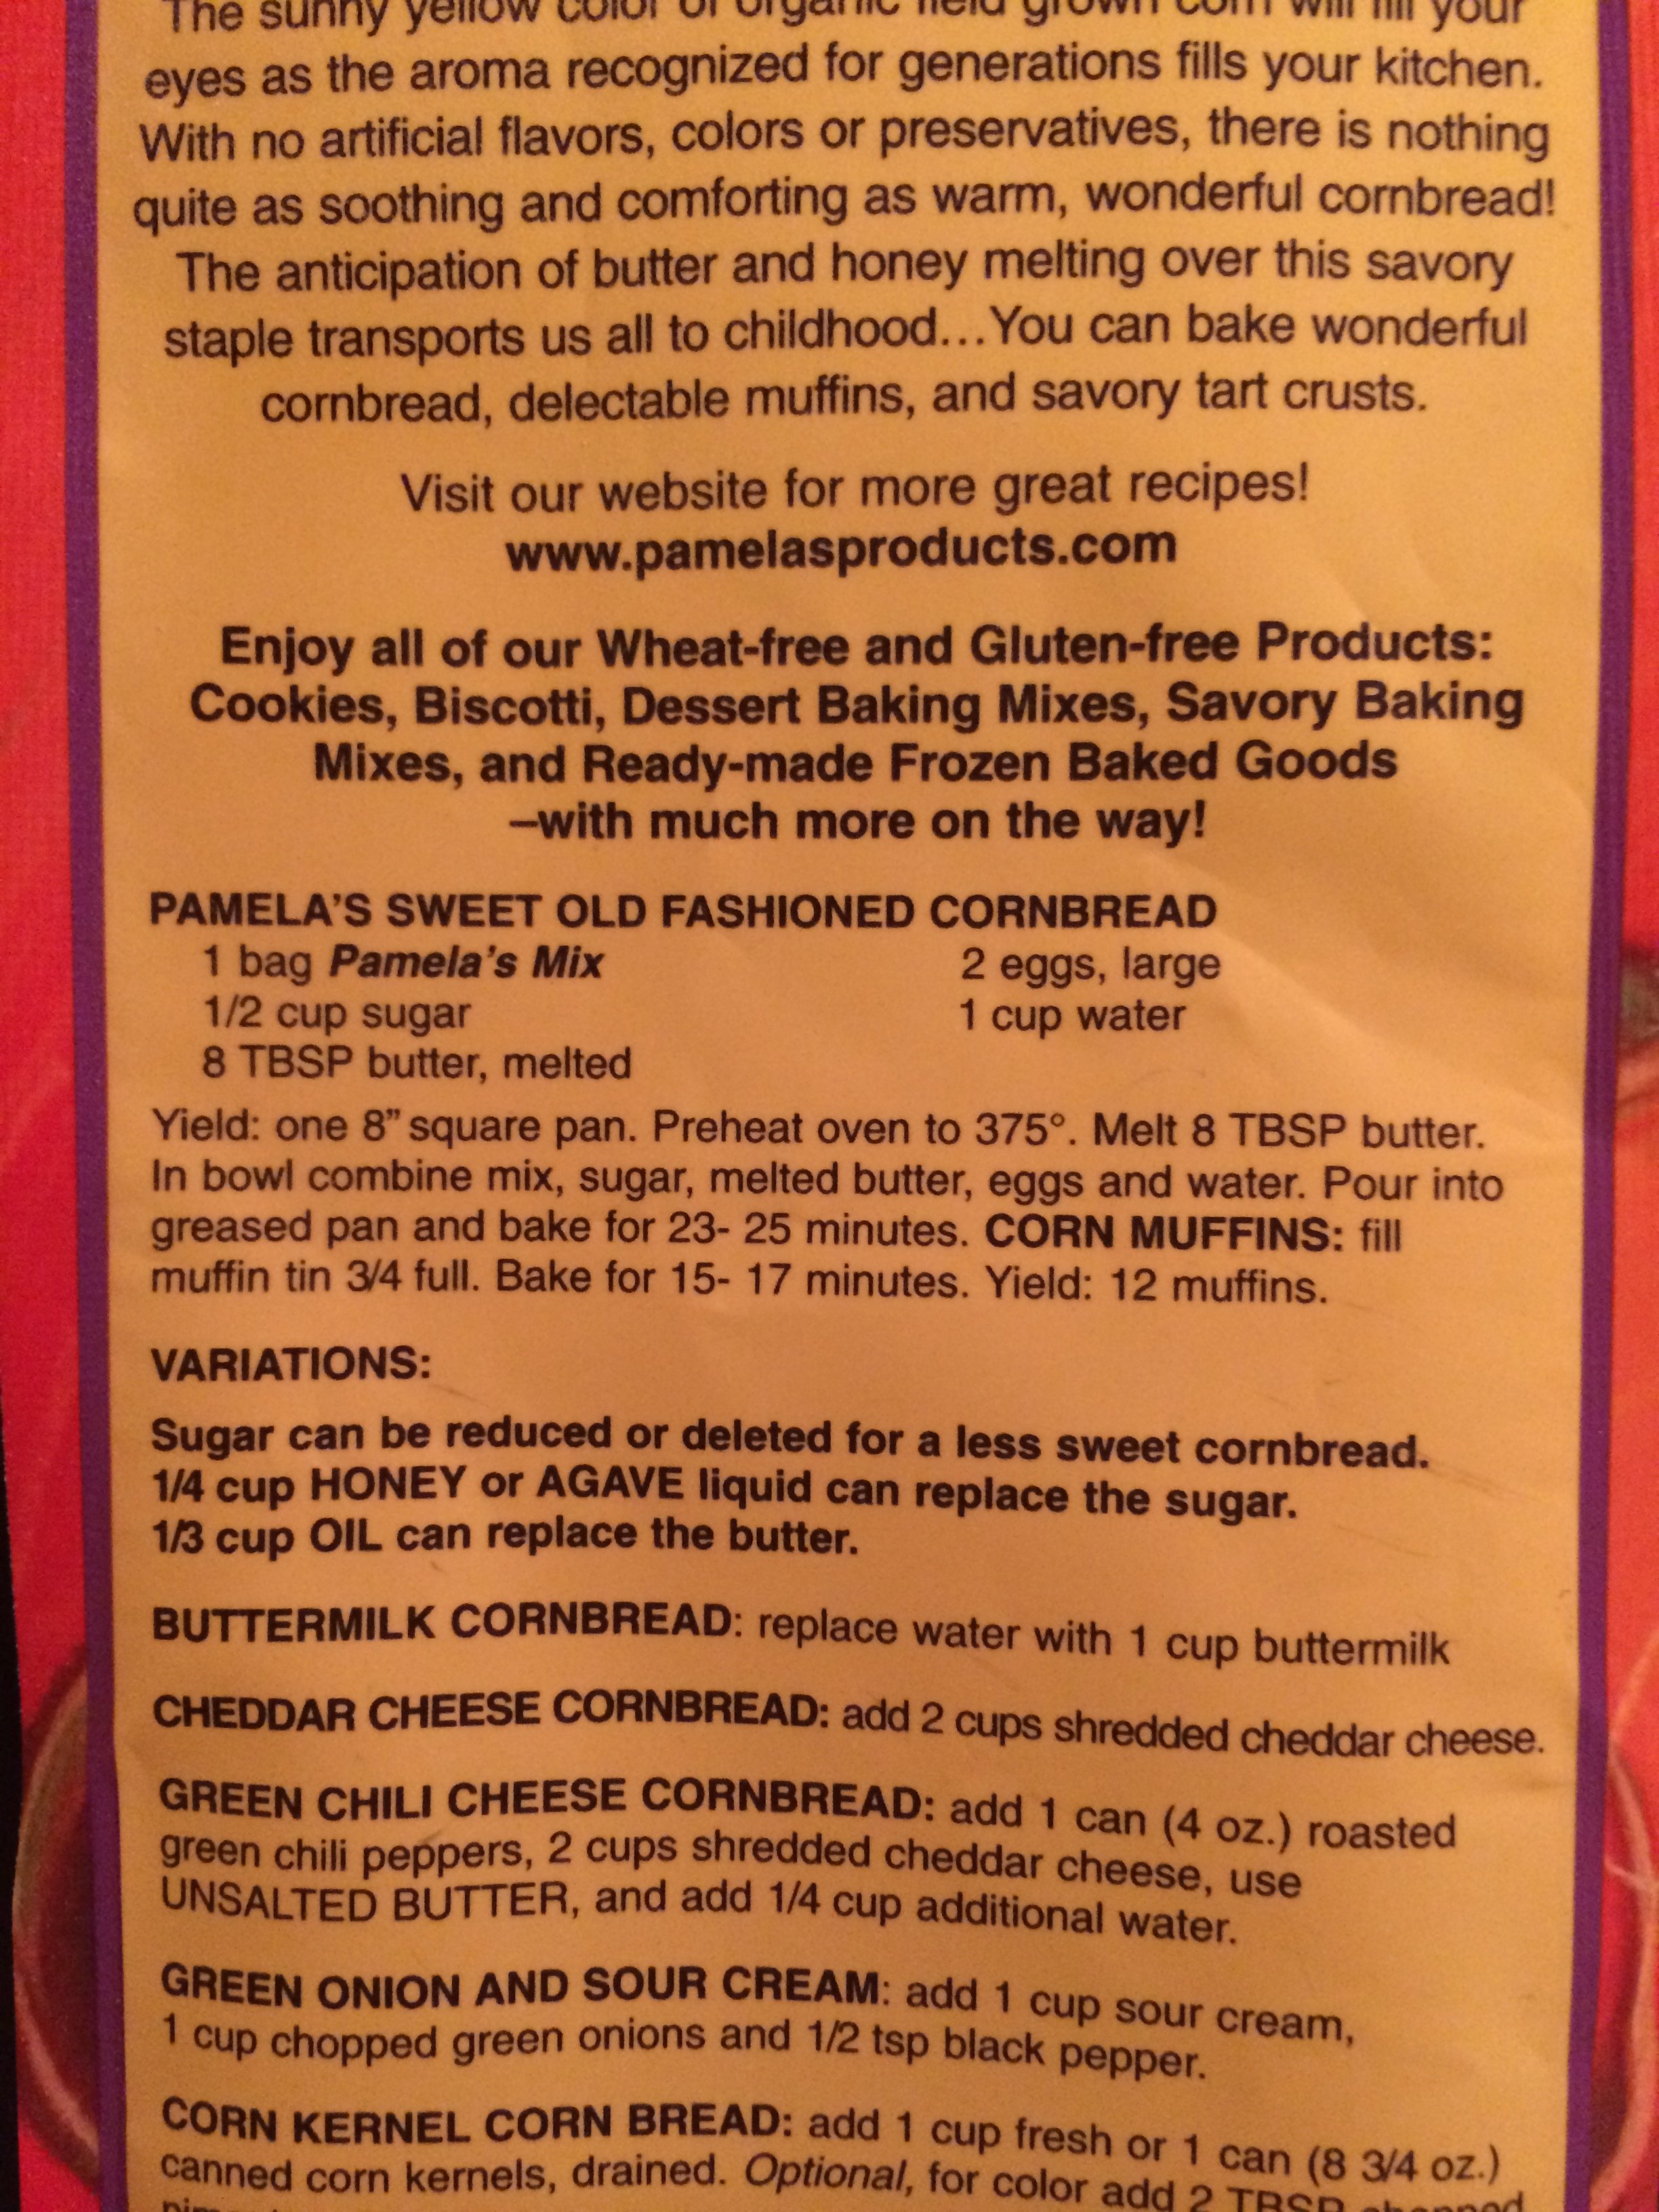 The sunny yellow color of organic field grown corn will fill your
eyes as the aroma recognized for generations fills your kitchen.
With no artificial flavors, colors or preservatives, there is nothing
quite as soothing and comforting as warm, wonderful cornbread!
The anticipation of butter and honey melting over this savory
staple transports us all to childhood...You can bake wonderful
cornbread, delectable muffins, and savory tart crusts.
Visit our website for more great recipes!
www.pamelasproducts.com
Enjoy all of our Wheat-free and Gluten-free Products:
Cookies, Biscotti, Dessert Baking Mixes, Savory Baking
Mixes, and Ready-made Frozen Baked Goods
–with much more on the way!
PAMELA'S SWEET OLD FASHIONED CORNBREAD
1 bag Pamela's Mix 2 eggs, large
1/2 cup sugar 1 cup water
8 TBSP butter, melted
Yield: one 8” square pan. Preheat oven to 375°. Melt 8 TBSP butter.
In bowl combine mix, sugar, melted butter, eggs and water. Pour into
greased pan and bake for 23- 25 minutes. CORN MUFFINS: fill
muffin tin 3/4 full. Bake for 15- 17 minutes. Yield: 12 muffins.
VARIATIONS:
Sugar can be reduced or deleted for a less sweet cornbread.
1/4 cup HONEY or AGAVE liquid can replace the sugar.
1/3 cup OIL can replace the butter.
BUTTERMILK CORNBREAD: replace water with 1 cup buttermilk
CHEDDAR CHEESE CORNBREAD: add 2 cups shredded cheddar cheese.
GREEN CHILI CHEESE CORNBREAD: add 1 can (4 oz.) roasted
green chili peppers, 2 cups shredded cheddar cheese, use
UNSALTED BUTTER, and add 1/4 cup additional water.
GREEN ONION AND SOUR CREAM: add 1 cup sour cream,
1 cup chopped green onions and 1/2 tsp black pepper.
CORN KERNEL CORN BREAD: add 1 cup fresh or 1 can (8 3/4 oz.)
canned corn kernels, drained. Optional, for color add 2 TBSP chopped